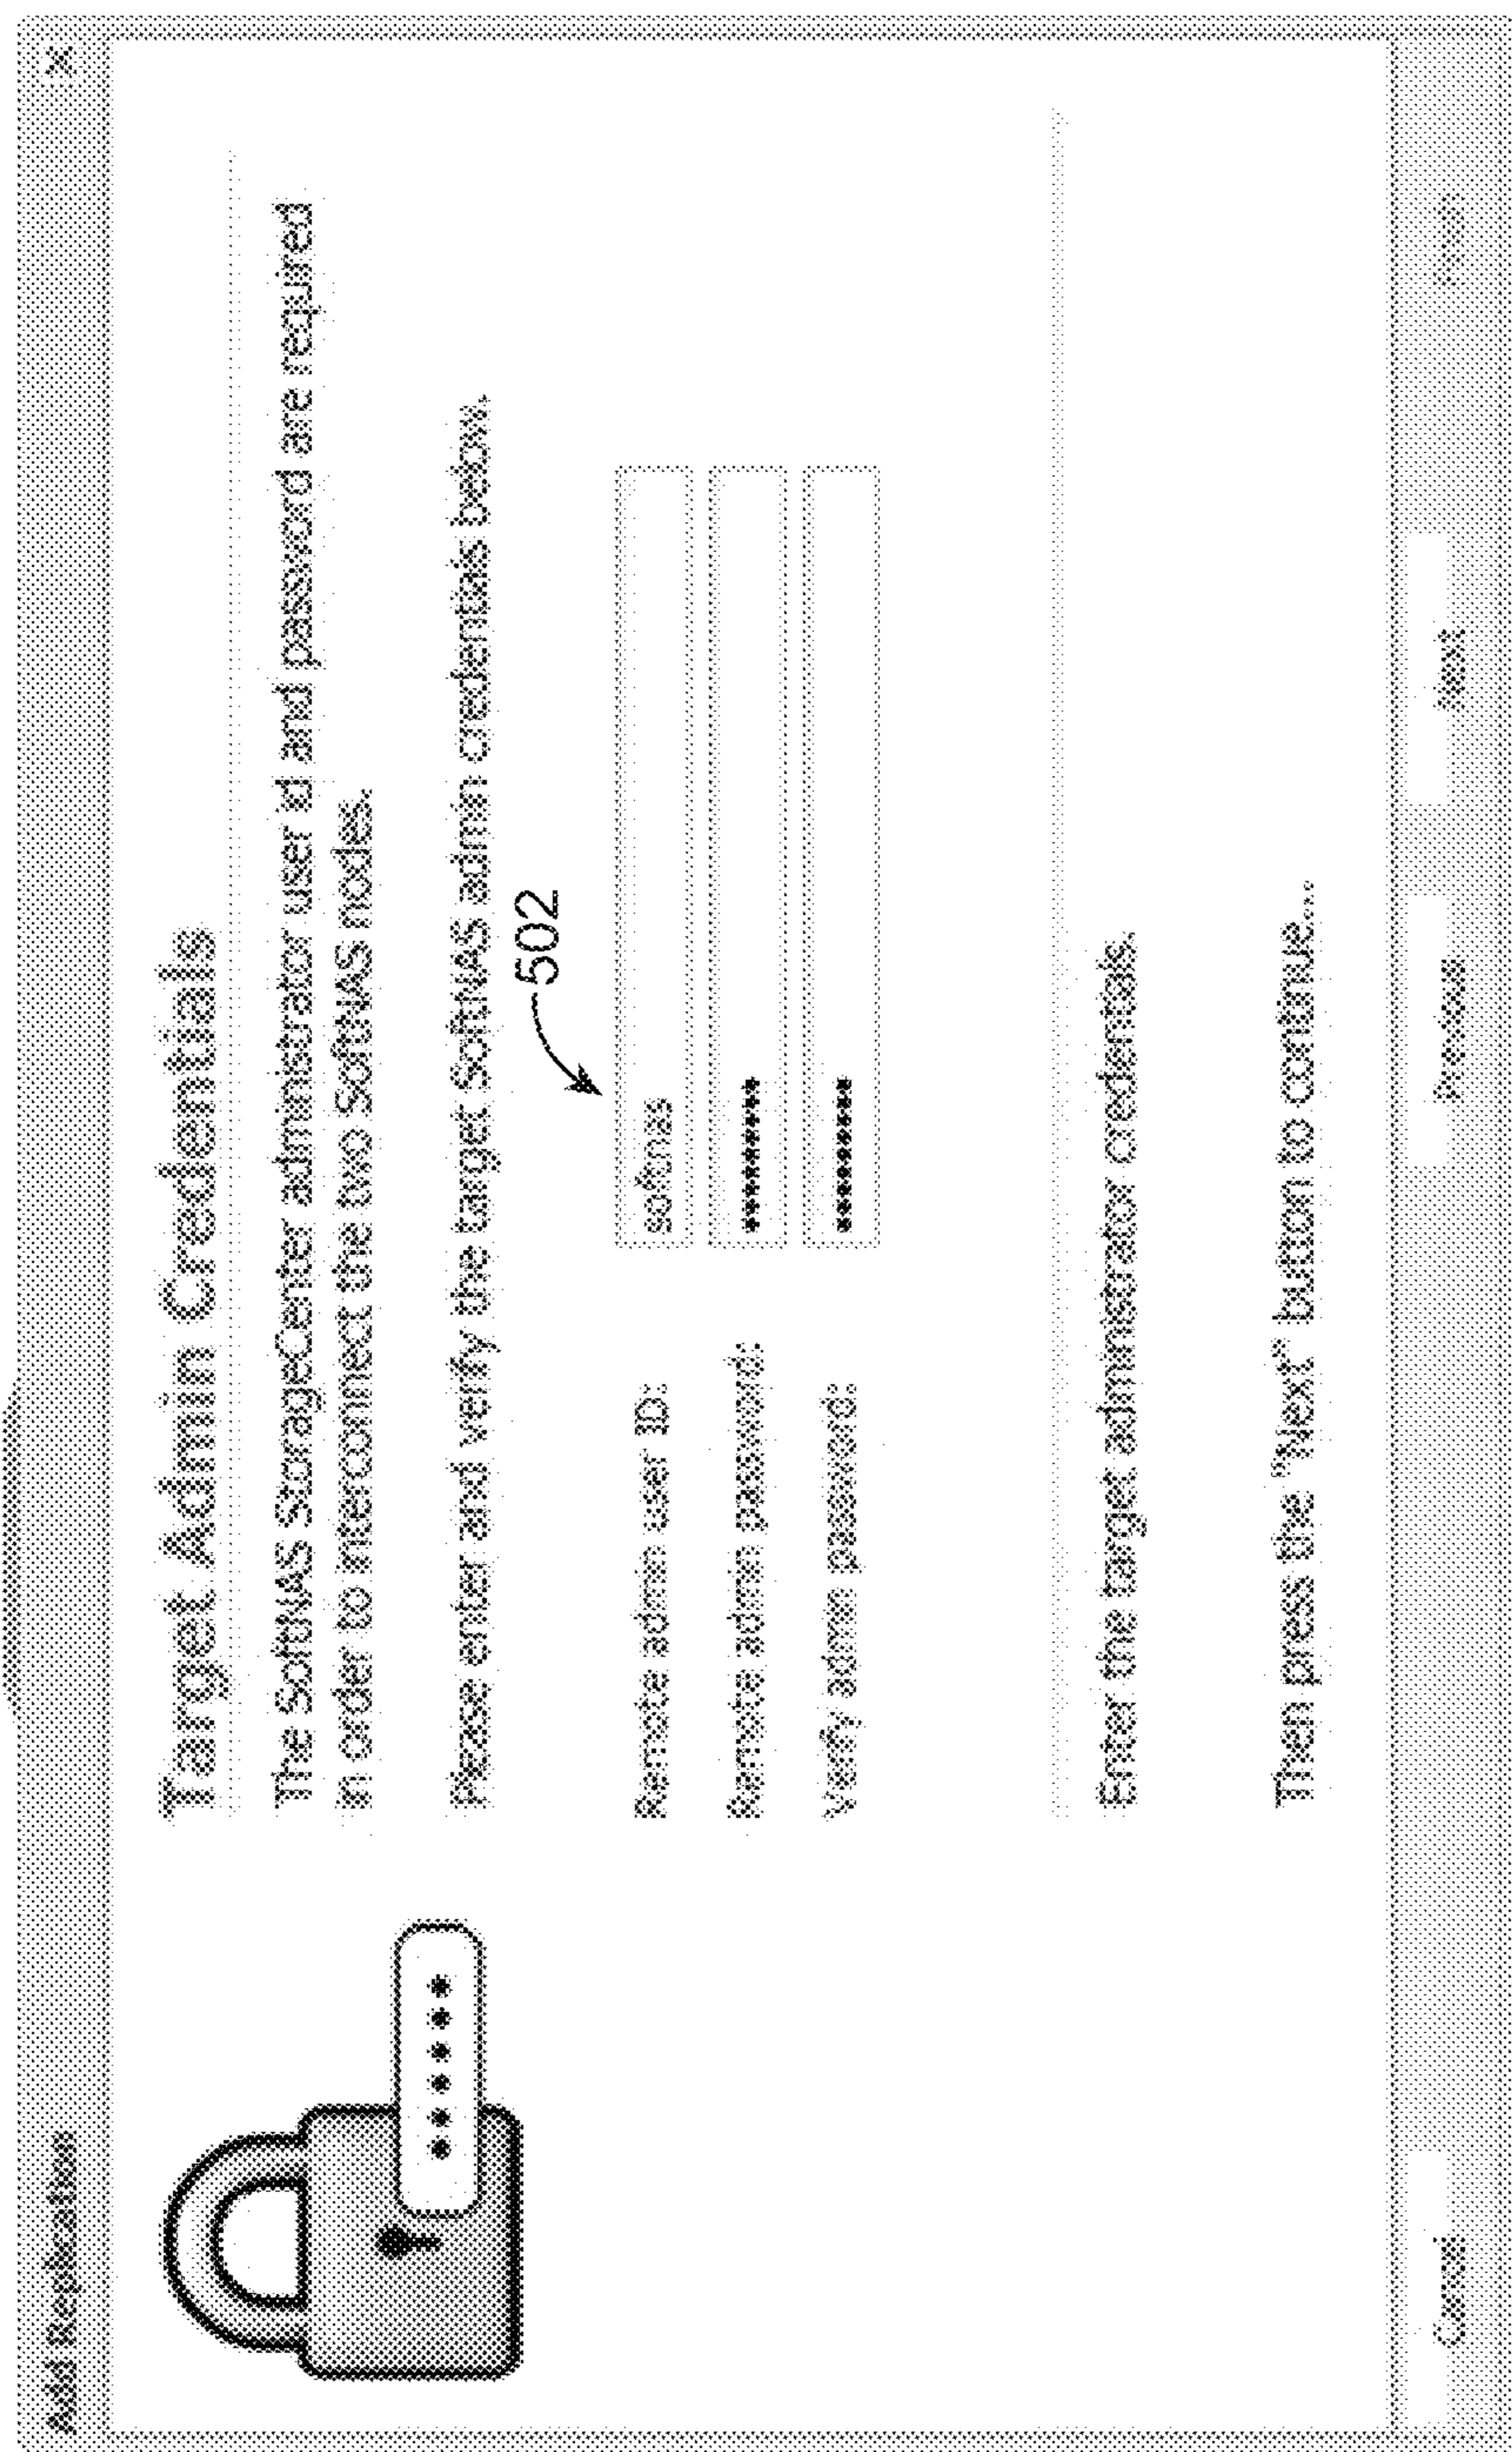 Add Replication
×
Target Admin Credentials
The SoftNAS StorageCenter administrator user id and password are required
in order to interconnect the two SoftNAS nodes.
Please enter and verify the target SoftNAS admin credentials below.
502
Remote admin user ID: softnas
Remote admin password: ••••••••
Verify admin password: ••••••••
Enter the target administrator credentials.
Then press the "Next" button to continue...
Cancel Previous Next